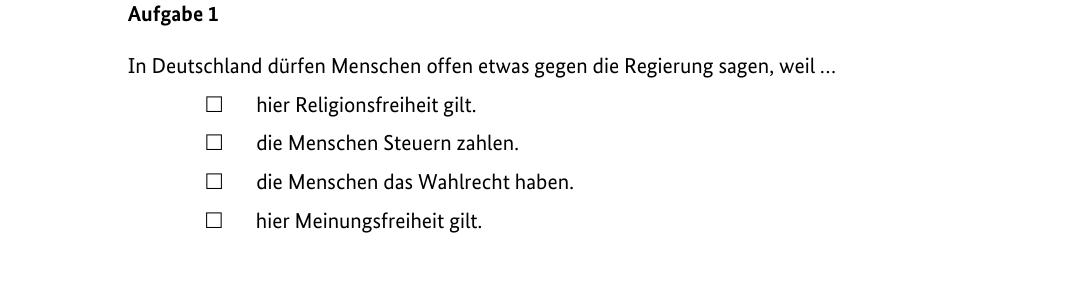 Aufgabe 1
In Deutschland dürfen Menschen offen etwas gegen die Regierung sagen, weil …
☐ hier Religionsfreiheit gilt.
☐ die Menschen Steuern zahlen.
☐ die Menschen das Wahlrecht haben.
☐ hier Meinungsfreiheit gilt.